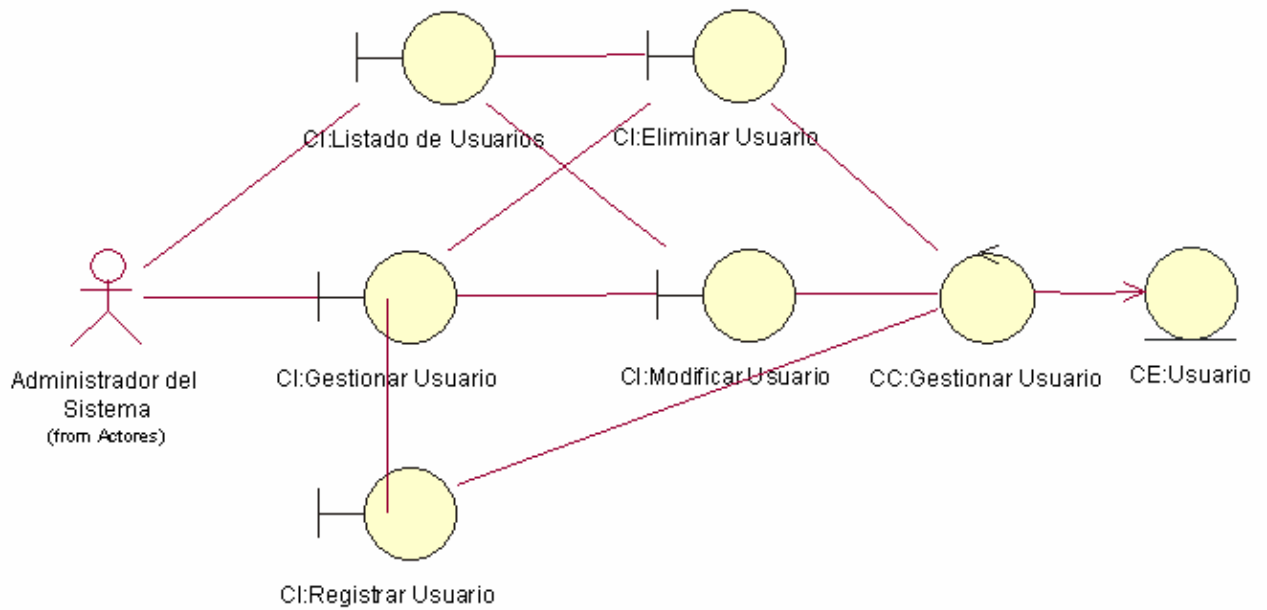 CI:Listado de Usuarios
CI:Eliminar Usuario
Administrador del
Sistema
(from Actores)
CI:Gestionar Usuario
CI:Modificar Usuario
CC:Gestionar Usuario
CE:Usuario
CI:Registrar Usuario